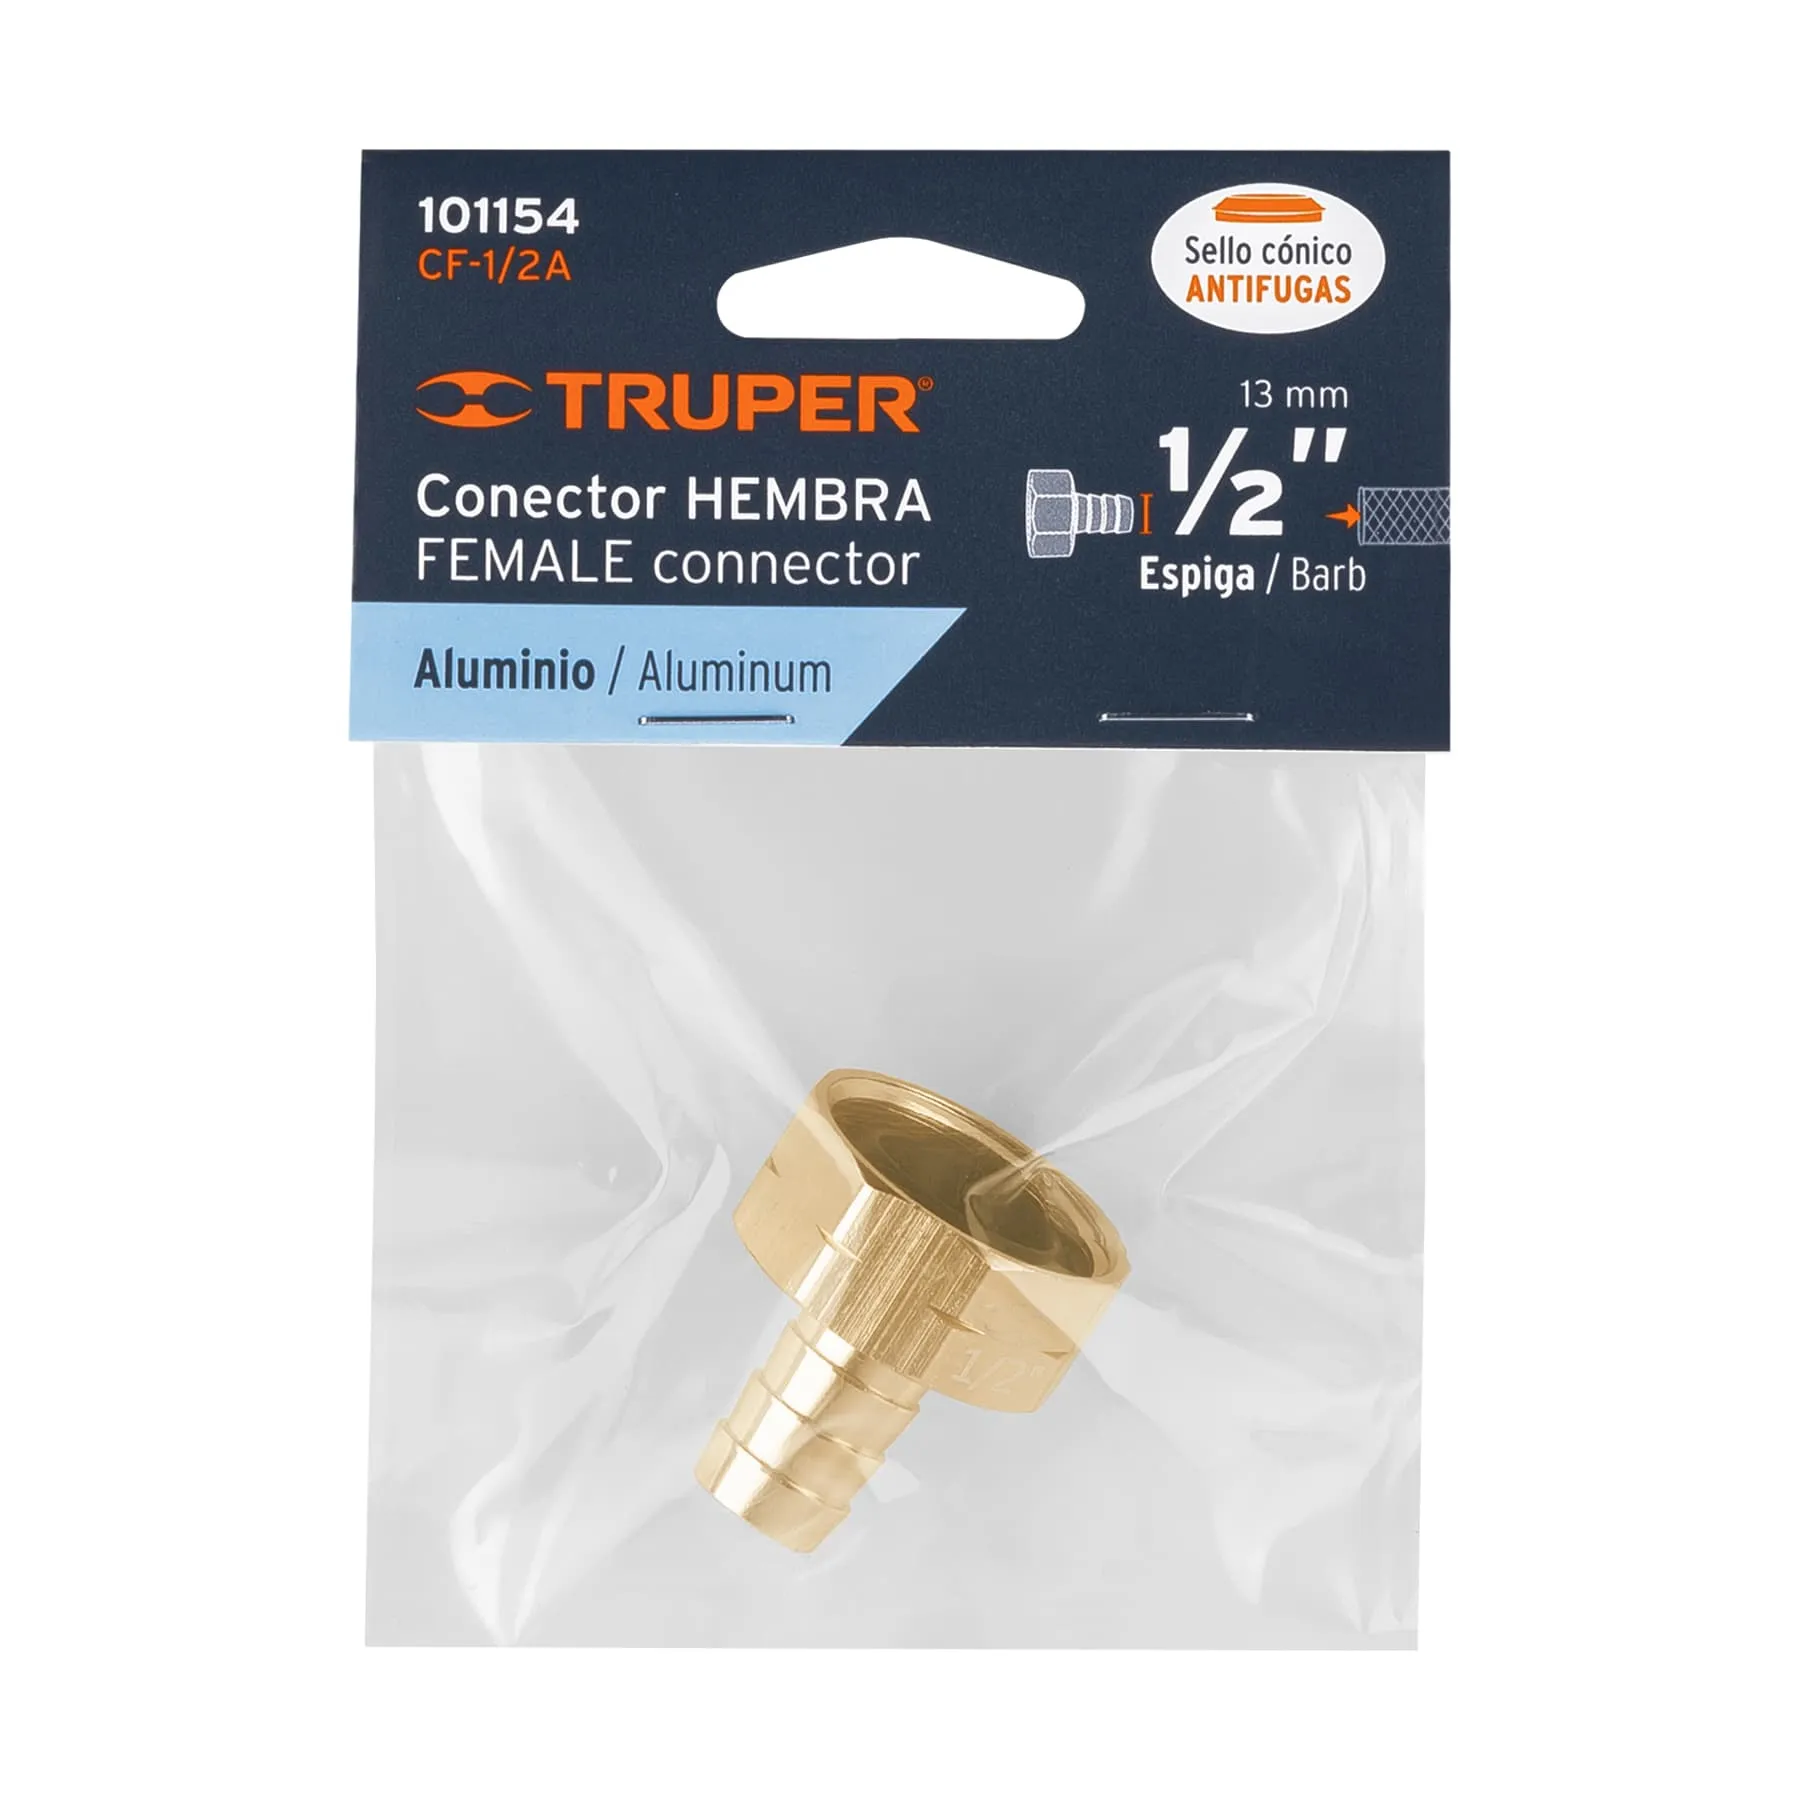 101154
CF-1/2A
Sello cónico
ANTIFUGAS
TRUPER®
Conector HEMBRA
FEMALE connector
13 mm
1/2"
Espiga / Barb
Aluminio / Aluminum
1/2"